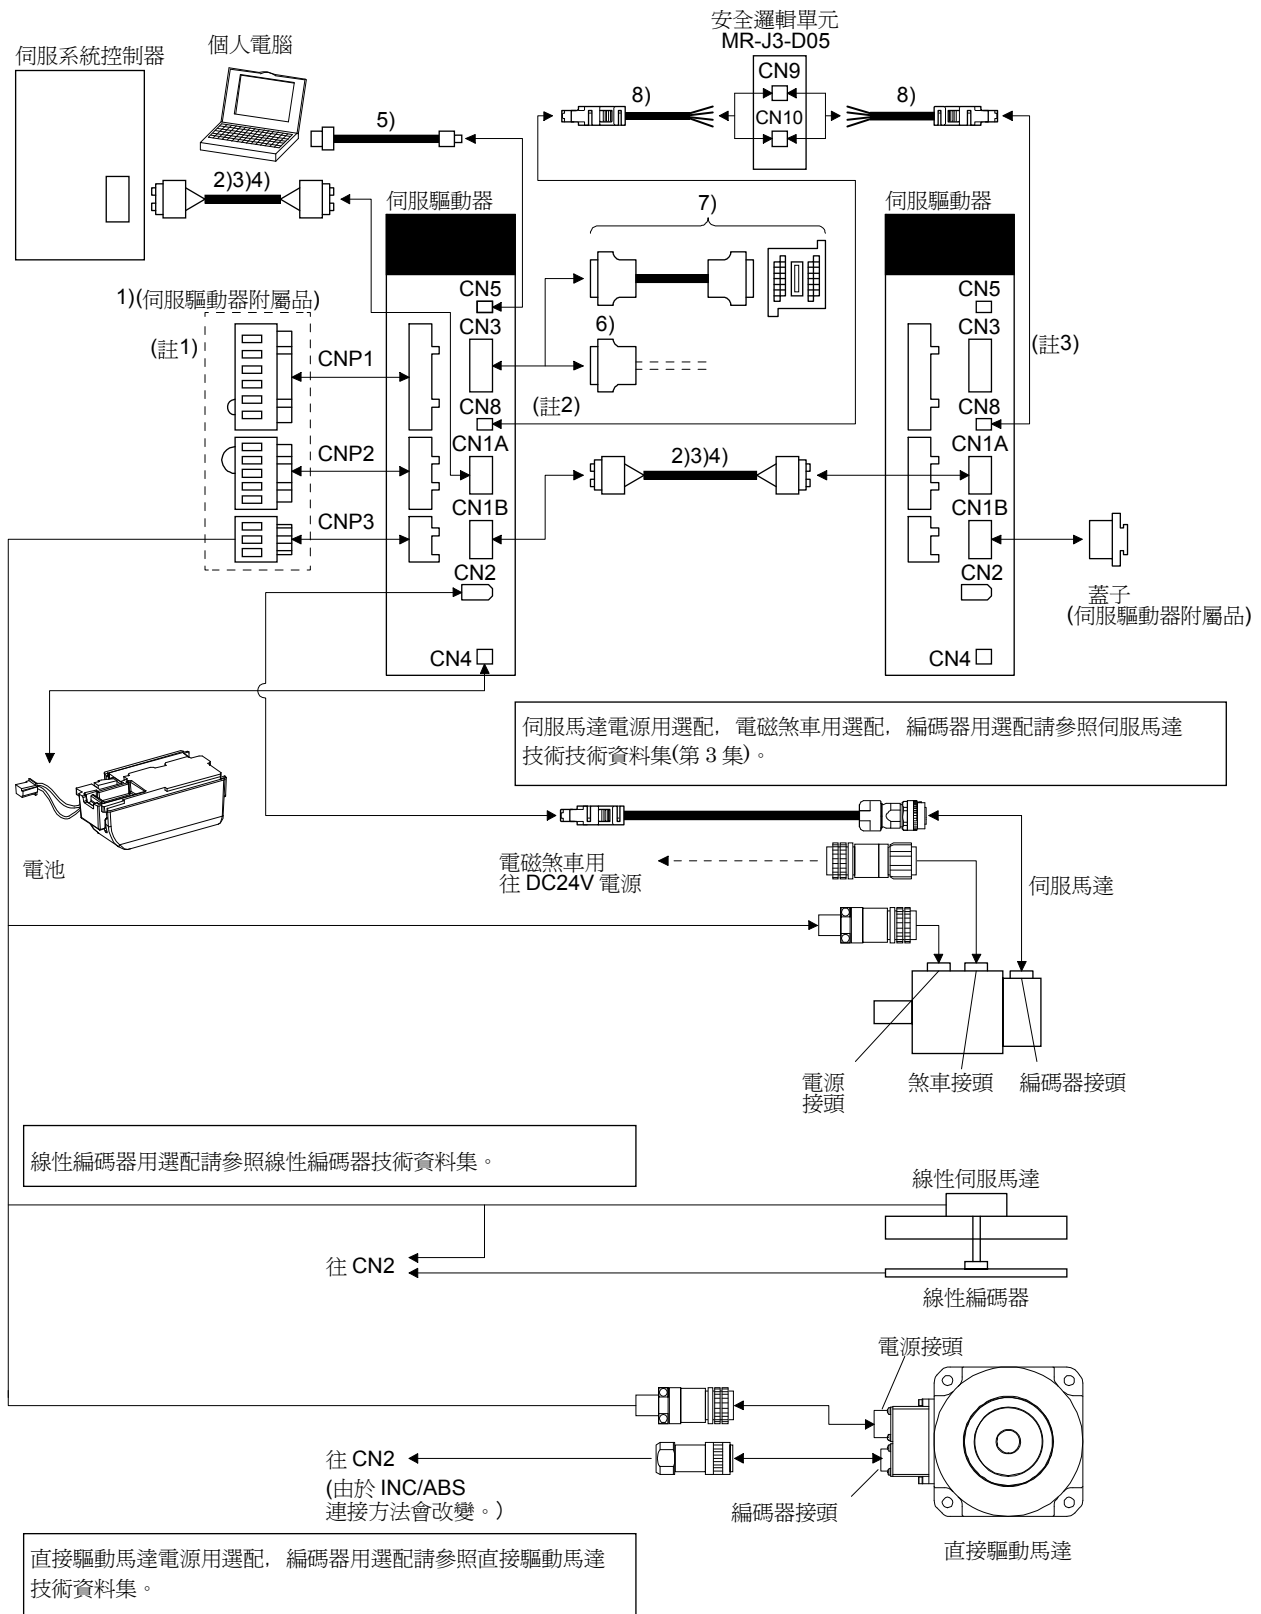 安全邏輯單元
MR-J3-D05
伺服系統控制器
個人電腦
CN9
8)
8)
CN10
5)
2)3)4)
伺服驅動器
7)
伺服驅動器
1)(伺服驅動器附屬品)
CN5
CN5
(註1)
CNP1
CN3
6)
CN3
(註3)
CN8
(註2)
CN8
CNP2
CN1A
2)3)4)
CN1A
CNP3
CN1B
CN1B
CN2
CN2
蓋子
(伺服驅動器附屬品)
CN4
CN4
伺服馬達電源用選配, 電磁煞車用選配, 編碼器用選配請參照伺服馬達
技術技術資料集(第 3 集)。
電池
電磁煞車用
往 DC24V 電源
伺服馬達
電源
接頭
煞車接頭
編碼器接頭
線性編碼器用選配請參照線性編碼器技術資料集。
線性伺服馬達
往 CN2
線性編碼器
電源接頭
往 CN2
(由於 INC/ABS
連接方法會改變。)
編碼器接頭
直接驅動馬達
直接驅動馬達電源用選配, 編碼器用選配請參照直接驅動馬達
技術資料集。